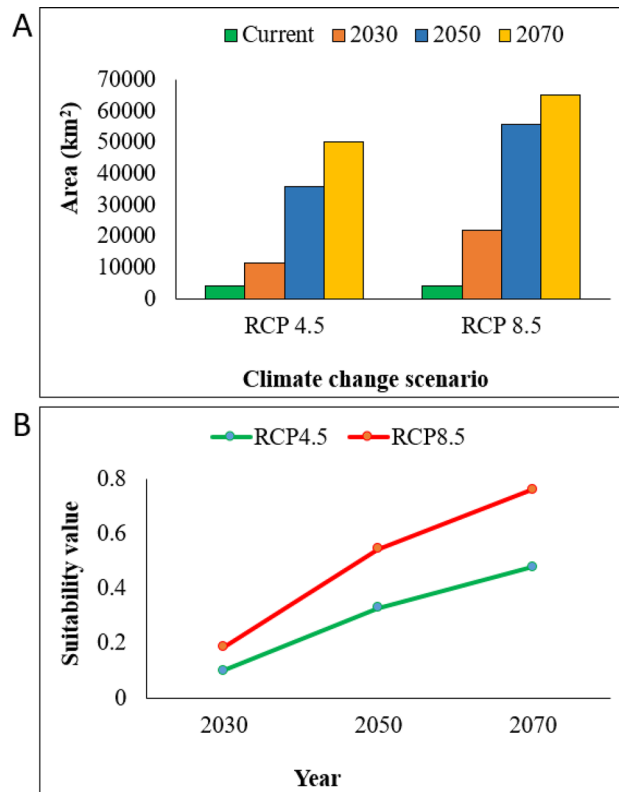 A
Current 2030 2050 2070
70000
60000
50000
40000
30000
20000
10000
0
Area (km²)
RCP 4.5 RCP 8.5
Climate change scenario
B
RCP4.5 RCP8.5
0.8
0.6
0.4
0.2
0
Suitability value
2030 2050 2070
Year